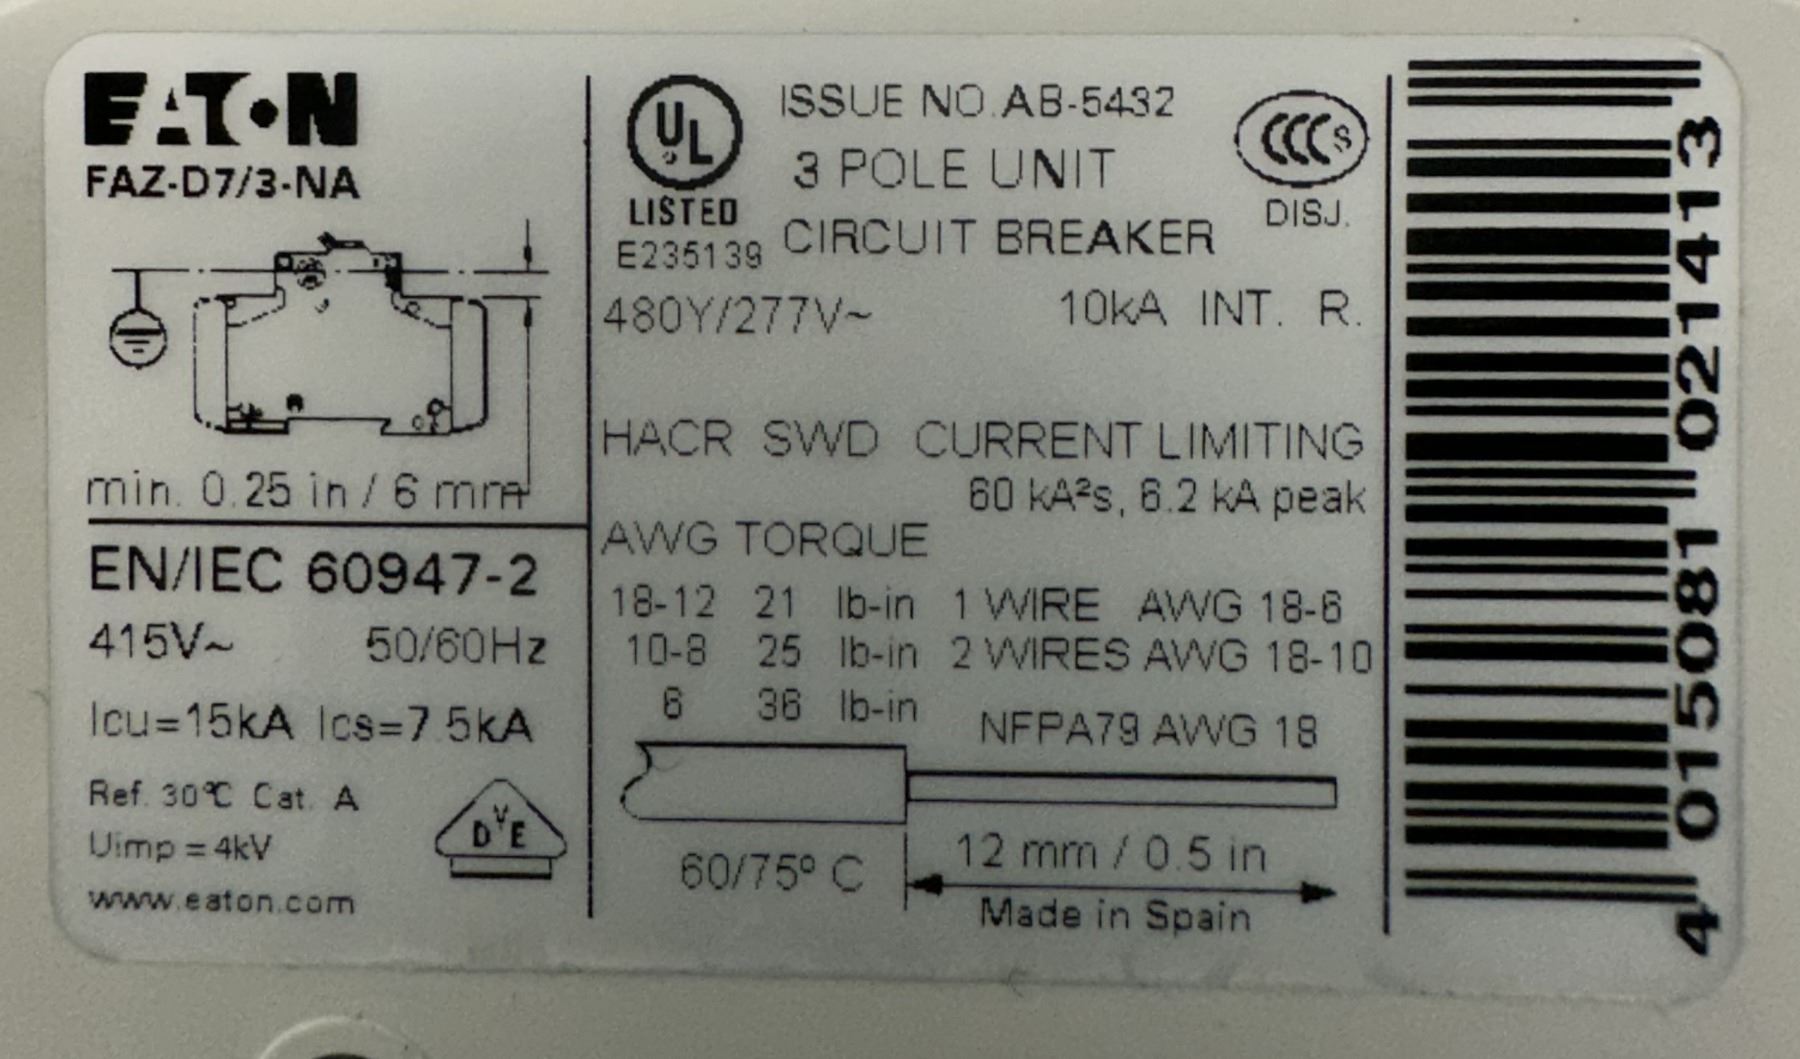 EATON
FAZ-D7/3-NA
min. 0.25 in / 6 mm
EN/IEC 60947-2
415V~ 50/60Hz
Icu=15kA Ics=7.5kA
Ref. 30°C Cat. A
Uimp = 4kV
DVE
www.eaton.com
UL
LISTED
E235139
ISSUE NO. AB-5432
3 POLE UNIT
CIRCUIT BREAKER
CCC S
DISJ.
480Y/277V~ 10kA INT. R.
HACR SWD CURRENT LIMITING
60 kA²s, 6.2 kA peak
AWG TORQUE
18-12 21 lb-in 1 WIRE AWG 18-6
10-8 25 lb-in 2 WIRES AWG 18-10
6 36 lb-in
NFPA79 AWG 18
60/75° C
12 mm / 0.5 in
Made in Spain
4 015081 021413